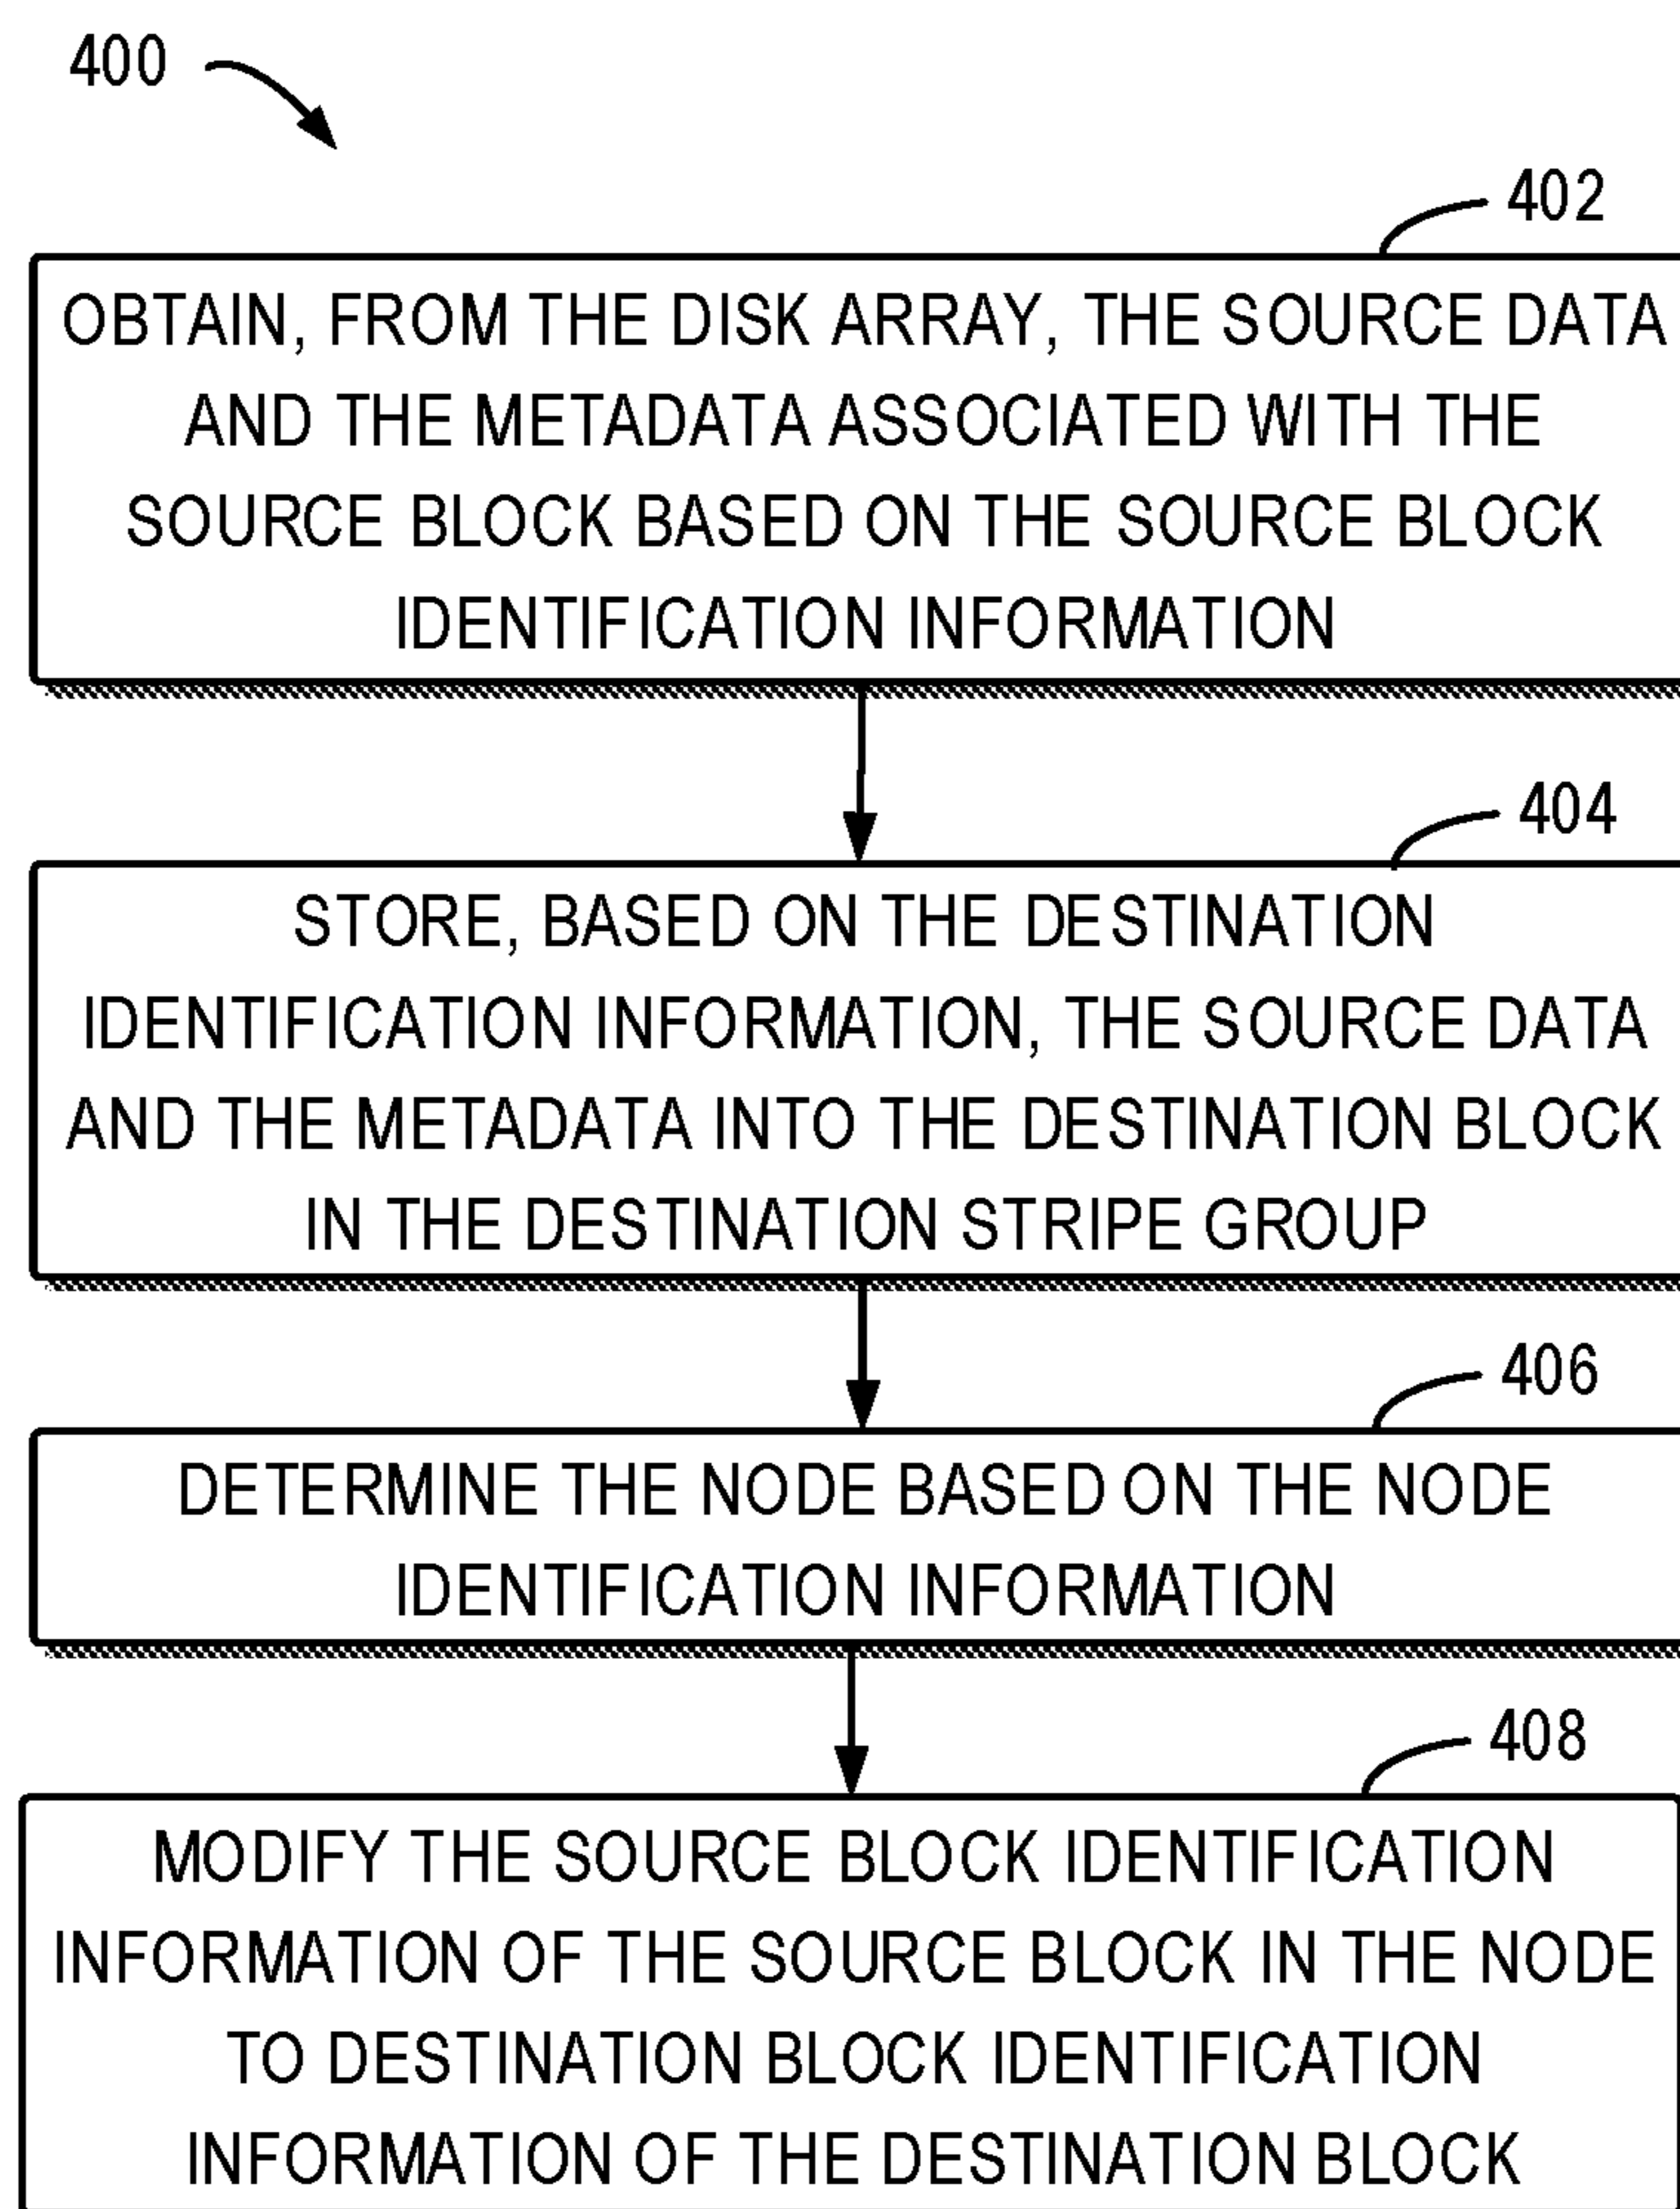 400
402
OBTAIN, FROM THE DISK ARRAY, THE SOURCE DATA
AND THE METADATA ASSOCIATED WITH THE
SOURCE BLOCK BASED ON THE SOURCE BLOCK
IDENTIFICATION INFORMATION
404
STORE, BASED ON THE DESTINATION
IDENTIFICATION INFORMATION, THE SOURCE DATA
AND THE METADATA INTO THE DESTINATION BLOCK
IN THE DESTINATION STRIPE GROUP
406
DETERMINE THE NODE BASED ON THE NODE
IDENTIFICATION INFORMATION
408
MODIFY THE SOURCE BLOCK IDENTIFICATION
INFORMATION OF THE SOURCE BLOCK IN THE NODE
TO DESTINATION BLOCK IDENTIFICATION
INFORMATION OF THE DESTINATION BLOCK